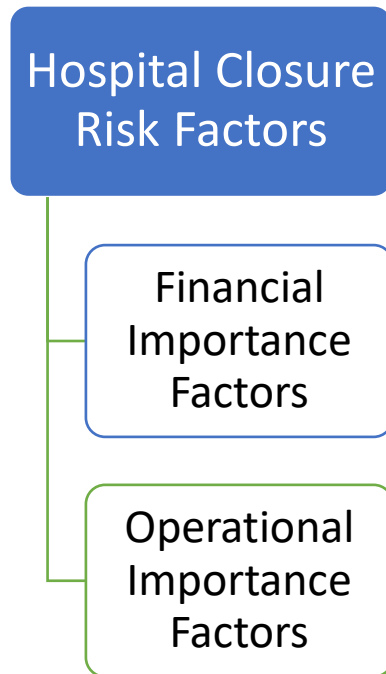 Hospital Closure
Risk Factors
Financial
Importance
Factors
Operational
Importance
Factors